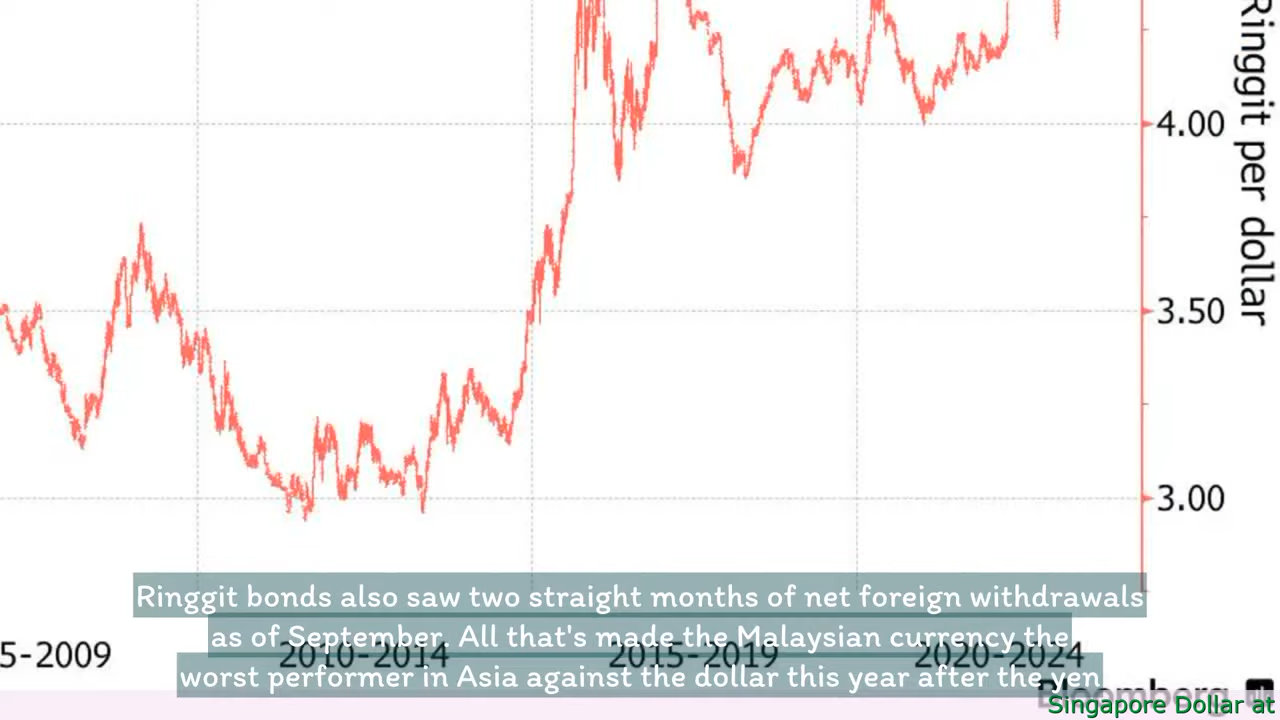 Ringgit per dollar
4.00
3.50
3.00
Ringgit bonds also saw two straight months of net foreign withdrawals
as of September. All that's made the Malaysian currency the
worst performer in Asia against the dollar this year after the yen
5-2009
2010-2014
2015-2019
2020-2024
Bloomberg
Singapore Dollar at